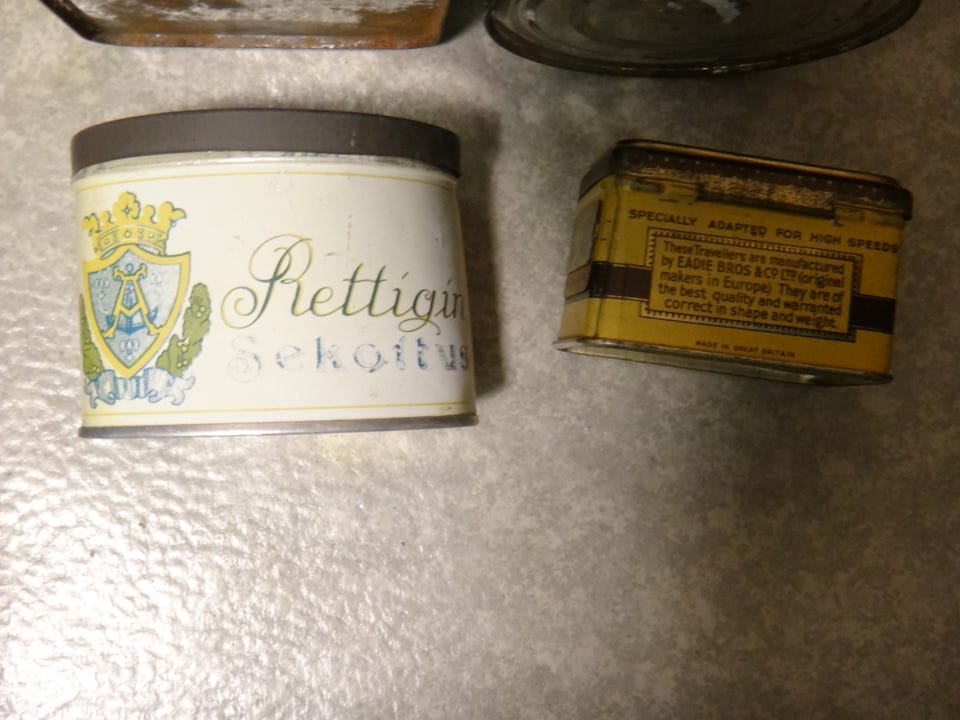 Rettigin
Sekoitus
A
SPECIALLY ADAPTED FOR HIGH SPEEDS
These Travellers are manufactured
by EADIE BROS & CO LTD (original
makers in Europe) They are of
the best quality and warranted
correct in shape and weight.
MADE IN GREAT BRITAIN